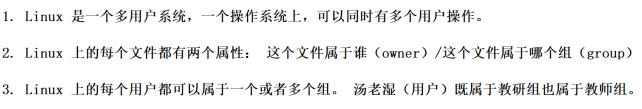 1. Linux 是一个多用户系统，一个操作系统上，可以同时有多个用户操作。
2. Linux 上的每个文件都有两个属性： 这个文件属于谁（owner）/这个文件属于哪个组（group）
3. Linux 上的每个用户都可以属于一个或者多个组。 汤老湿（用户）既属于教研组也属于教师组。